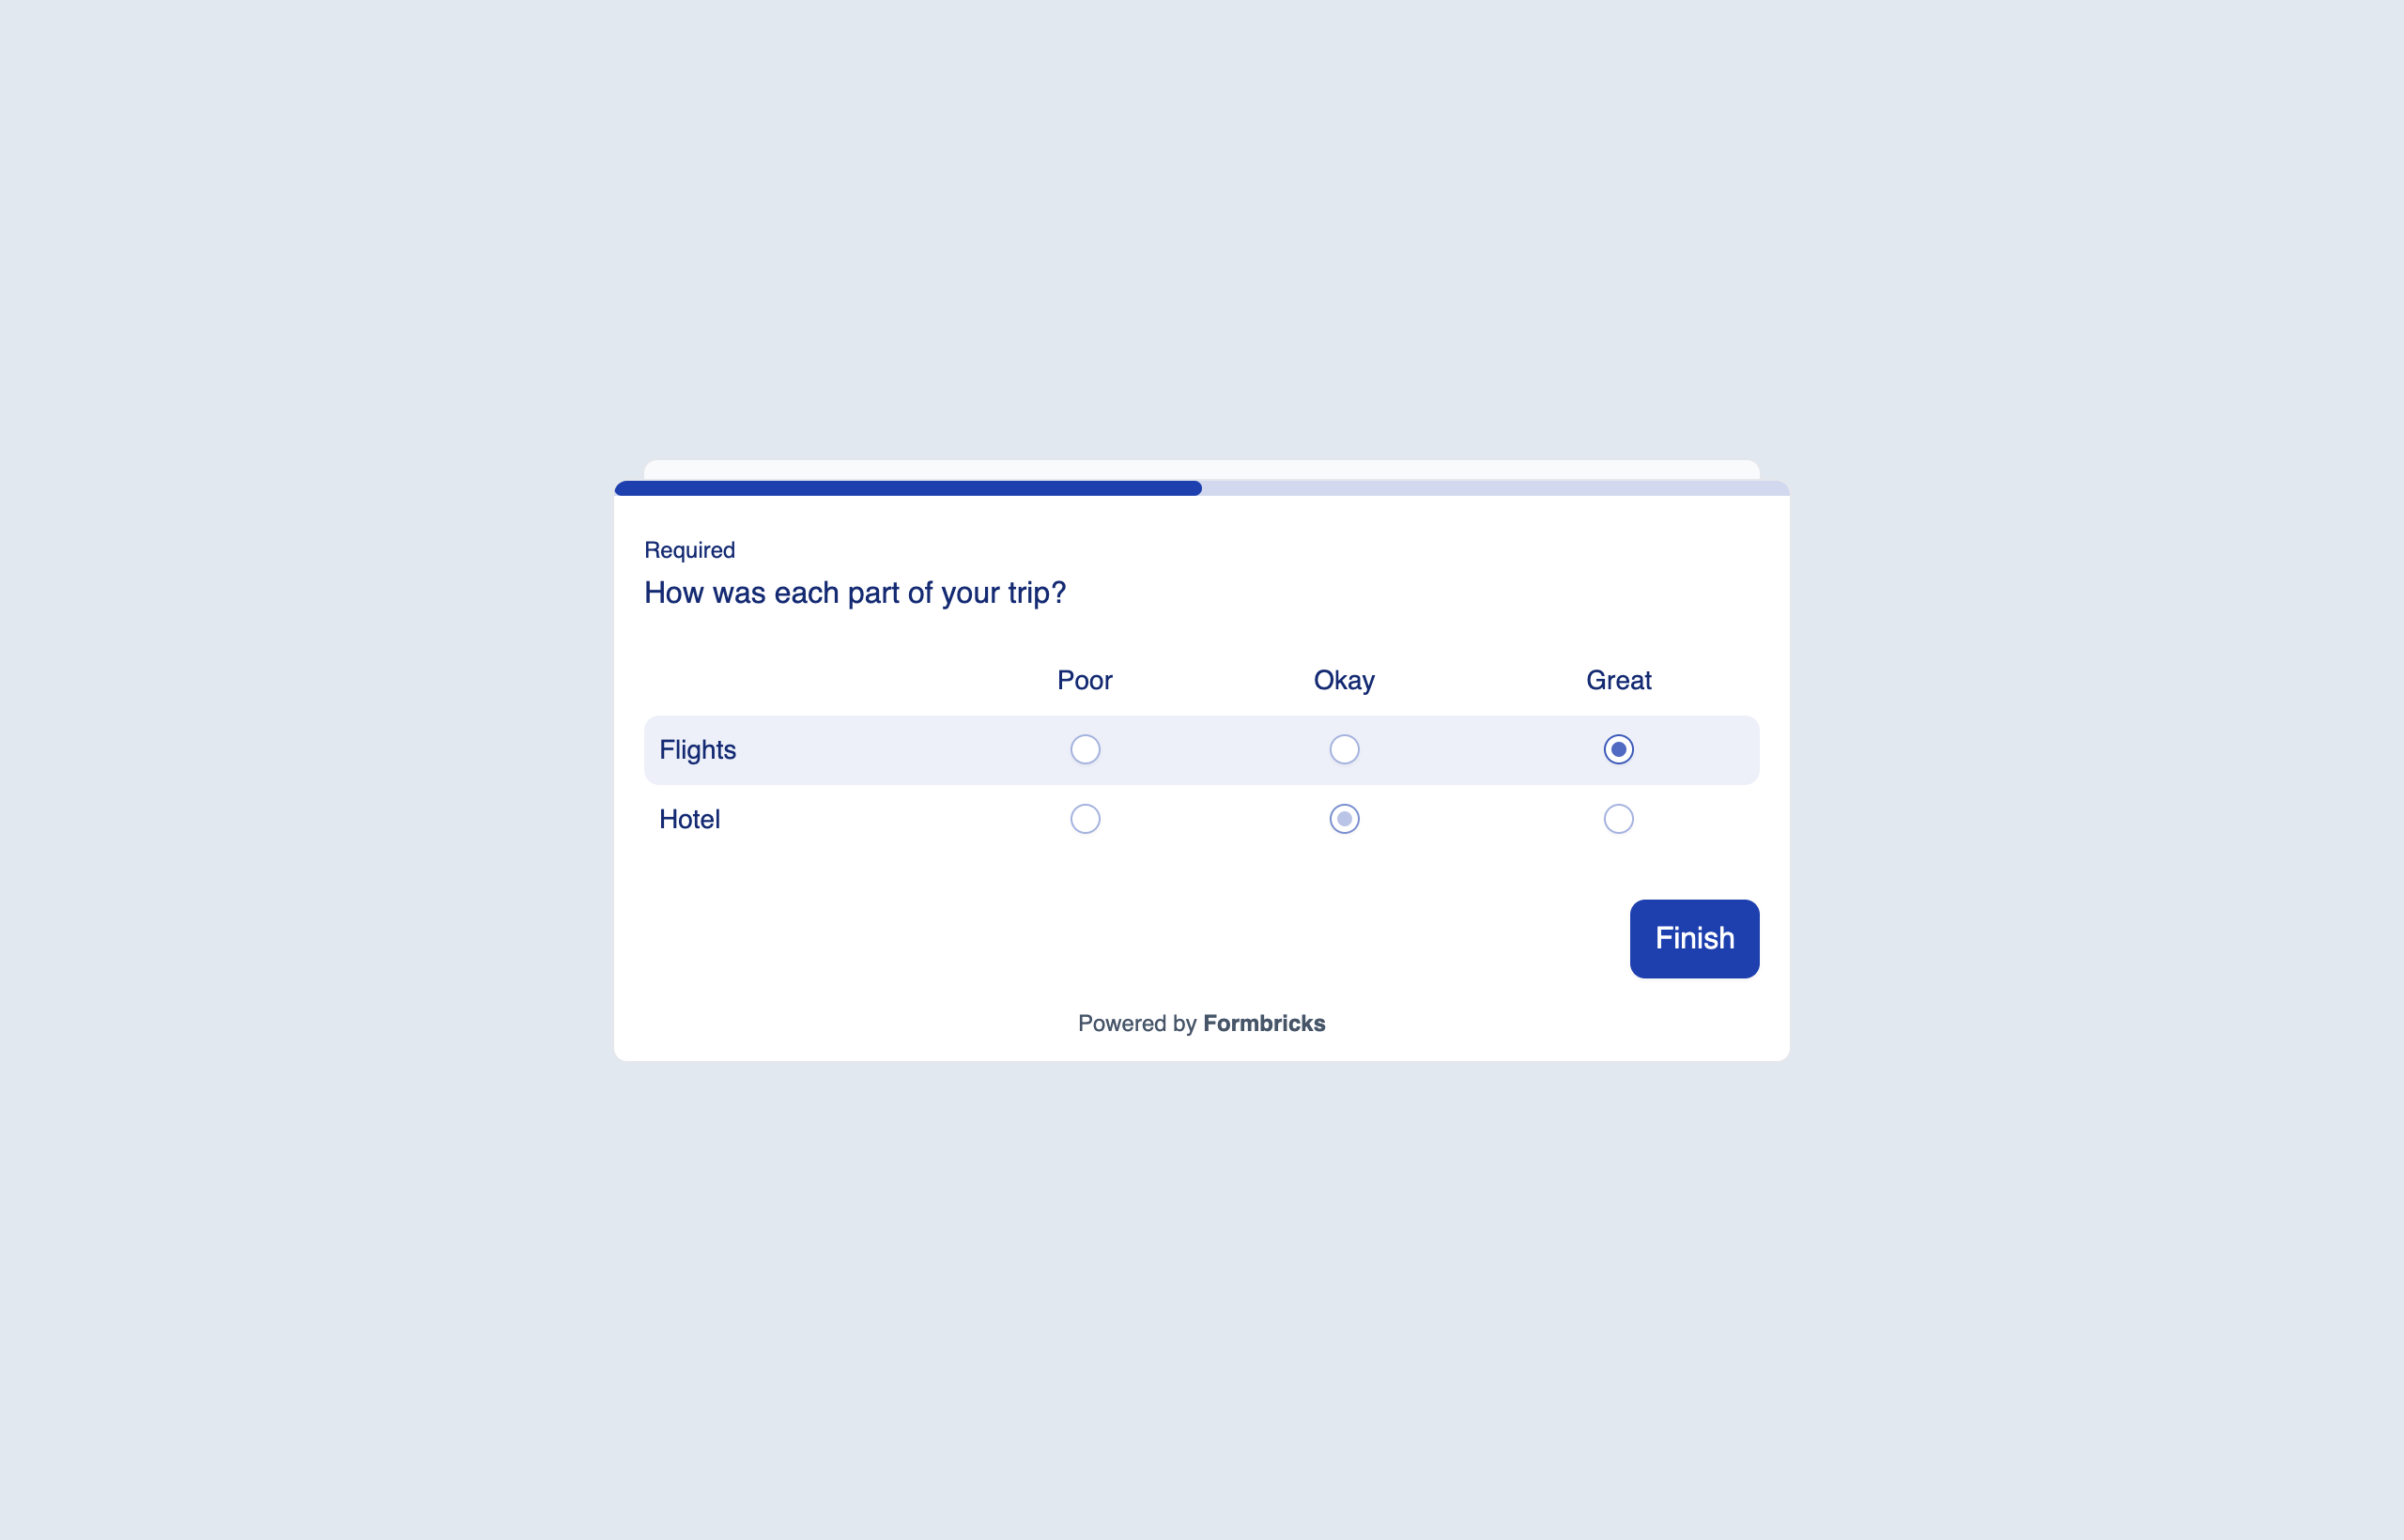 Required
How was each part of your trip?
Poor Okay Great
Flights
Hotel
Finish
Powered by Formbricks